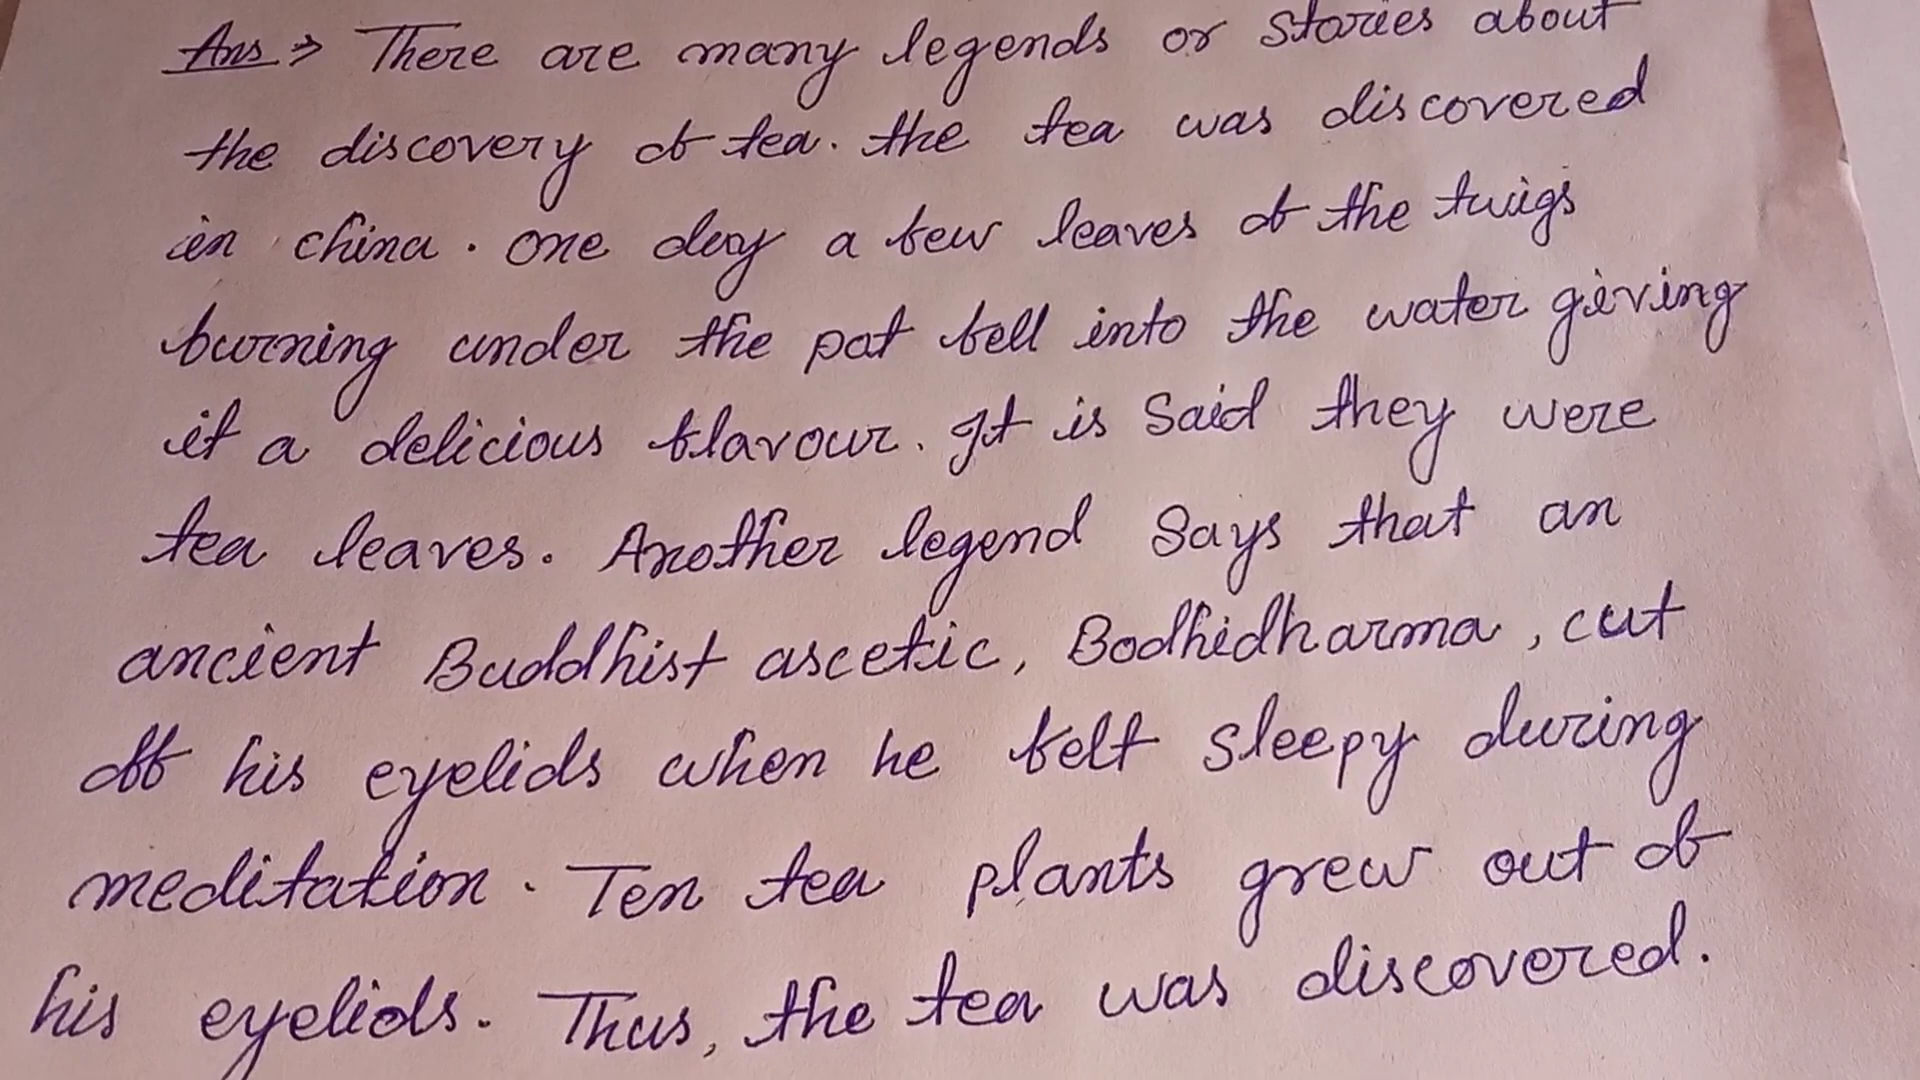 Ans ⇒ There are many legends or stories about
the discovery of tea. the tea was discovered
in china. one day a few leaves of the twigs
burning under the pot fell into the water giving
it a delicious flavour. It is said they were
tea leaves. Another legend says that an
ancient Buddhist ascetic, Bodhidharma, cut
off his eyelids when he felt sleepy during
meditation. Ten tea plants grew out of
his eyelids. Thus, the tea was discovered.